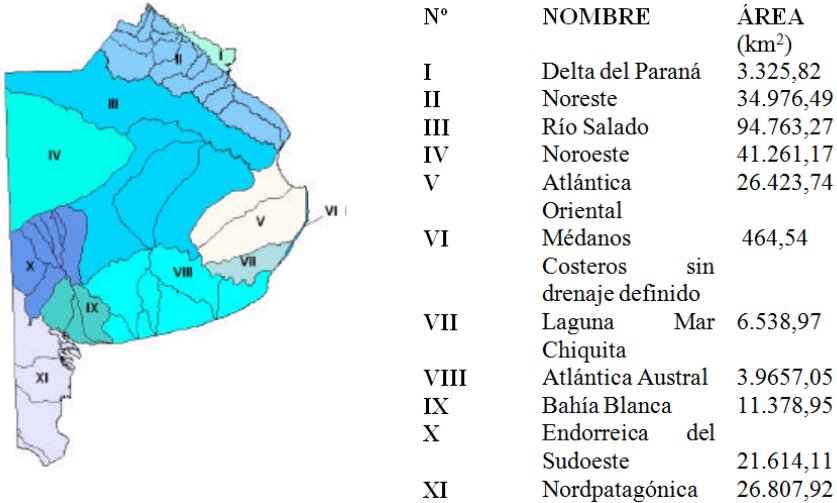 I
II
III
IV
V
VI
VII
VIII
IX
X
XI
Nº NOMBRE ÁREA
(km²)
I Delta del Paraná 3.325,82
II Noreste 34.976,49
III Río Salado 94.763,27
IV Noroeste 41.261,17
V Atlántica 26.423,74
Oriental
VI Médanos 464,54
Costeros sin
drenaje definido
VII Laguna Mar 6.538,97
Chiquita
VIII Atlántica Austral 3.9657,05
IX Bahía Blanca 11.378,95
X Endorreica del
Sudoeste 21.614,11
XI Nordpatagónica 26.807,92